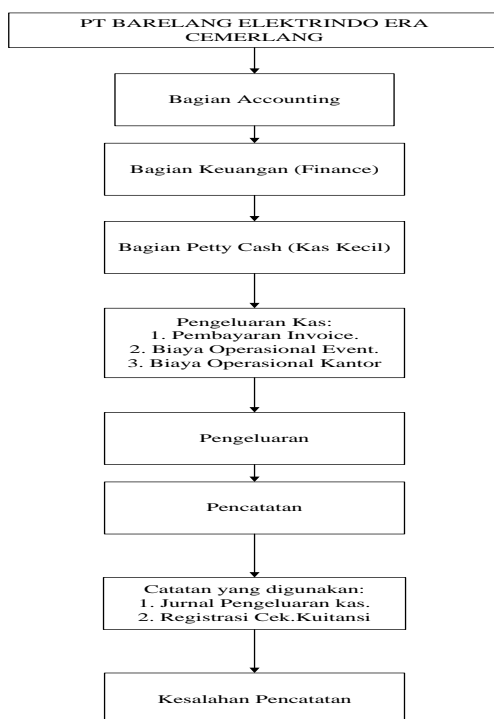 PT BARELANG ELEKTRINDO ERA
CEMERLANG
Bagian Accounting
Bagian Keuangan (Finance)
Bagian Petty Cash (Kas Kecil)
Pengeluaran Kas:
1. Pembayaran Invoice.
2. Biaya Operasional Event.
3. Biaya Operasional Kantor
Pengeluaran
Pencatatan
Catatan yang digunakan:
1. Jurnal Pengeluaran kas.
2. Registrasi Cek.Kuitansi
Kesalahan Pencatatan